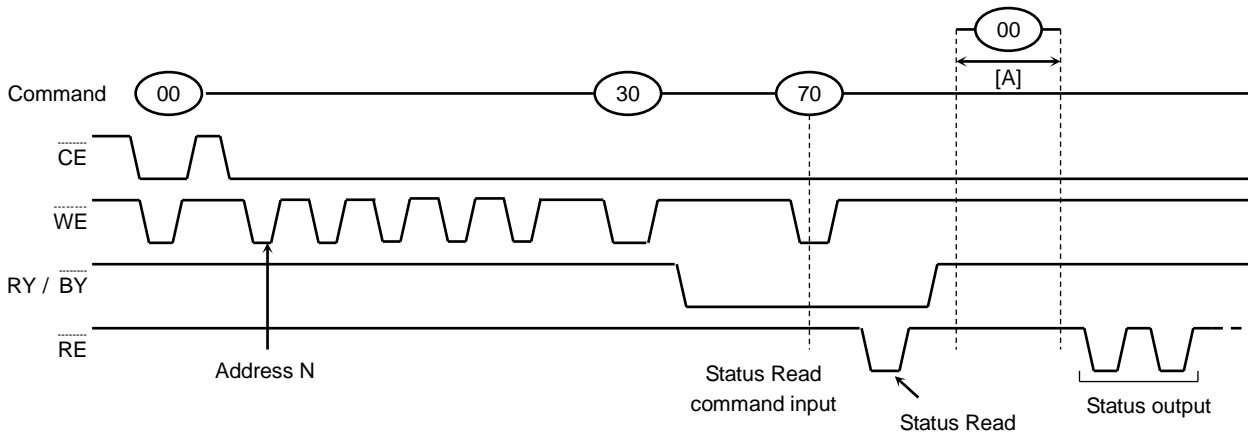 00
[A]
Command 00 30 70
CE
WE
RY / BY
RE
Address N
Status Read
command input
Status Read
Status output